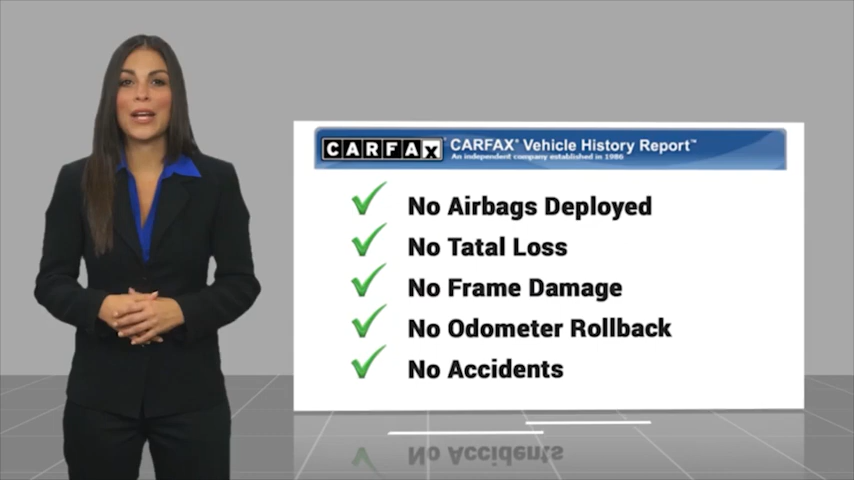 CARFAX CARFAX® Vehicle History Report™
An independent company established in 1986
No Airbags Deployed
No Tatal Loss
No Frame Damage
No Odometer Rollback
No Accidents
No Accidents